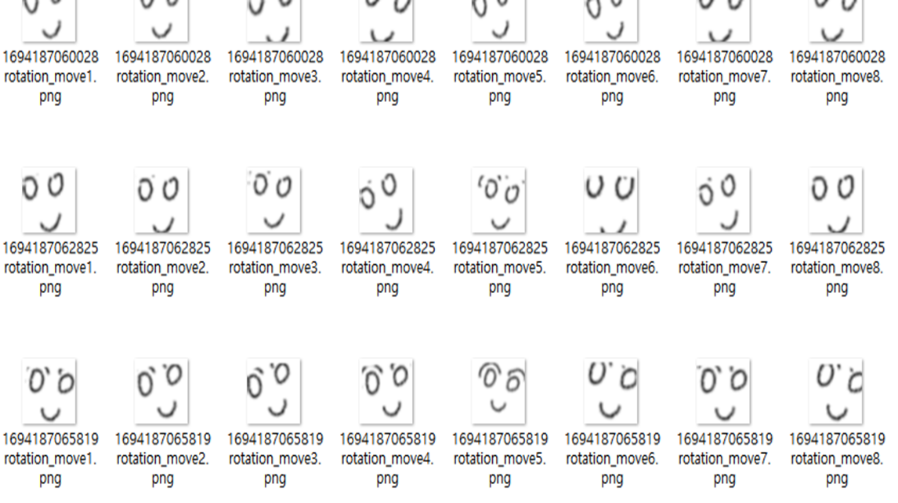 1694187060028 1694187060028 1694187060028 1694187060028 1694187060028 1694187060028 1694187060028 1694187060028
rotation_move1. rotation_move2. rotation_move3. rotation_move4. rotation_move5. rotation_move6. rotation_move7. rotation_move8.
png png png png png png png png
1694187062825 1694187062825 1694187062825 1694187062825 1694187062825 1694187062825 1694187062825 1694187062825
rotation_move1. rotation_move2. rotation_move3. rotation_move4. rotation_move5. rotation_move6. rotation_move7. rotation_move8.
png png png png png png png png
1694187065819 1694187065819 1694187065819 1694187065819 1694187065819 1694187065819 1694187065819 1694187065819
rotation_move1. rotation_move2. rotation_move3. rotation_move4. rotation_move5. rotation_move6. rotation_move7. rotation_move8.
png png png png png png png png